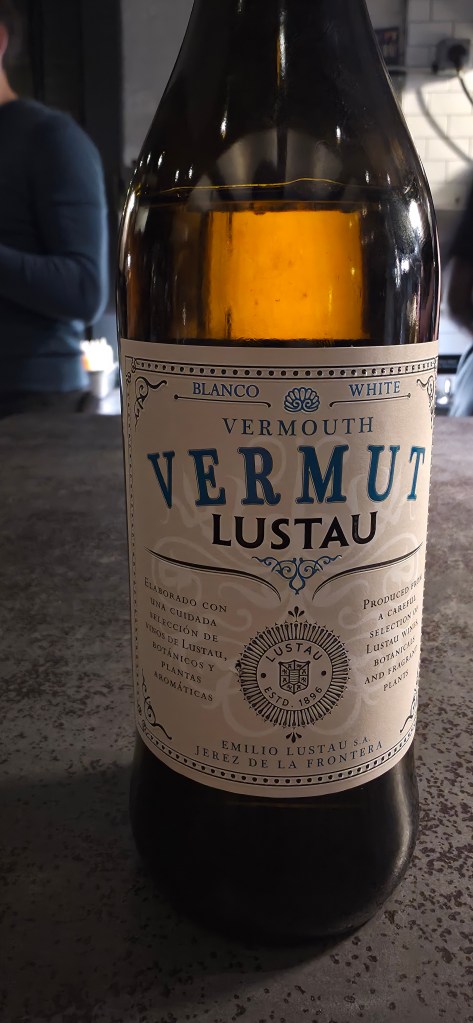 BLANCO WHITE
VERMOUTH
VERMUT
LUSTAU
ELABORADO CON
UNA CUIDADA
SELECCIÓN DE
VINOS DE LUSTAU,
BOTÁNICOS Y
PLANTAS
AROMÁTICAS
PRODUCED FROM
A CAREFUL
SELECTION OF
LUSTAU WINES,
BOTANICALS
AND FRAGRANT
PLANTS
LUSTAU
ESTD. 1896
EMILIO LUSTAU S.A.
JEREZ DE LA FRONTERA